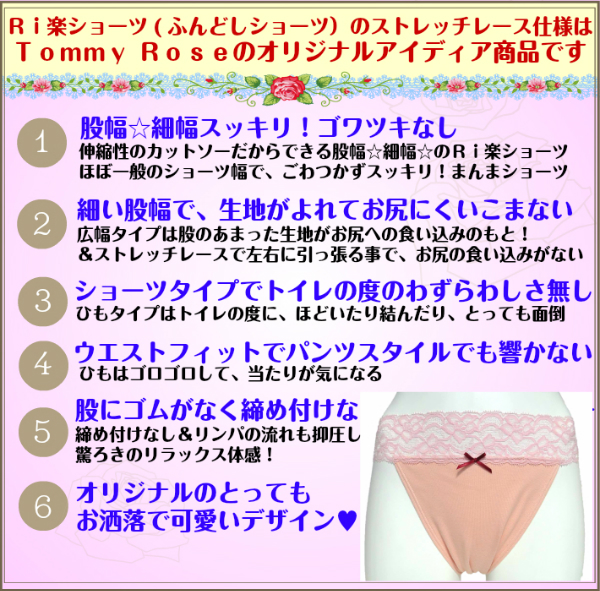 Ｒｉ楽ショーツ(ふんどしショーツ）のストレッチレース仕様は
Ｔｏｍｍｙ Ｒｏｓｅのオリジナルアイディア商品です
1
股幅☆細幅スッキリ！ゴワツキなし
伸縮性のカットソーだからできる股幅☆細幅☆のＲｉ楽ショーツ
ほぼ一般のショーツ幅で、ごわつかずスッキリ！まんまショーツ
2
細い股幅で、生地がよれてお尻にくいこまない
広幅タイプは股のあまった生地がお尻への食い込みのもと！
＆ストレッチレースで左右に引っ張る事で、お尻の食い込みがない
3
ショーツタイプでトイレの度のわずらわしさ無し
ひもタイプはトイレの度に、ほどいたり結んだり、とっても面倒
4
ウエストフィットでパンツスタイルでも響かない
ひもはゴロゴロして、当たりが気になる
5
股にゴムがなく締め付けな
締め付けなし＆リンパの流れも抑圧し
驚ろきのリラックス体感！
6
オリジナルのとっても
お洒落で可愛いデザイン♥